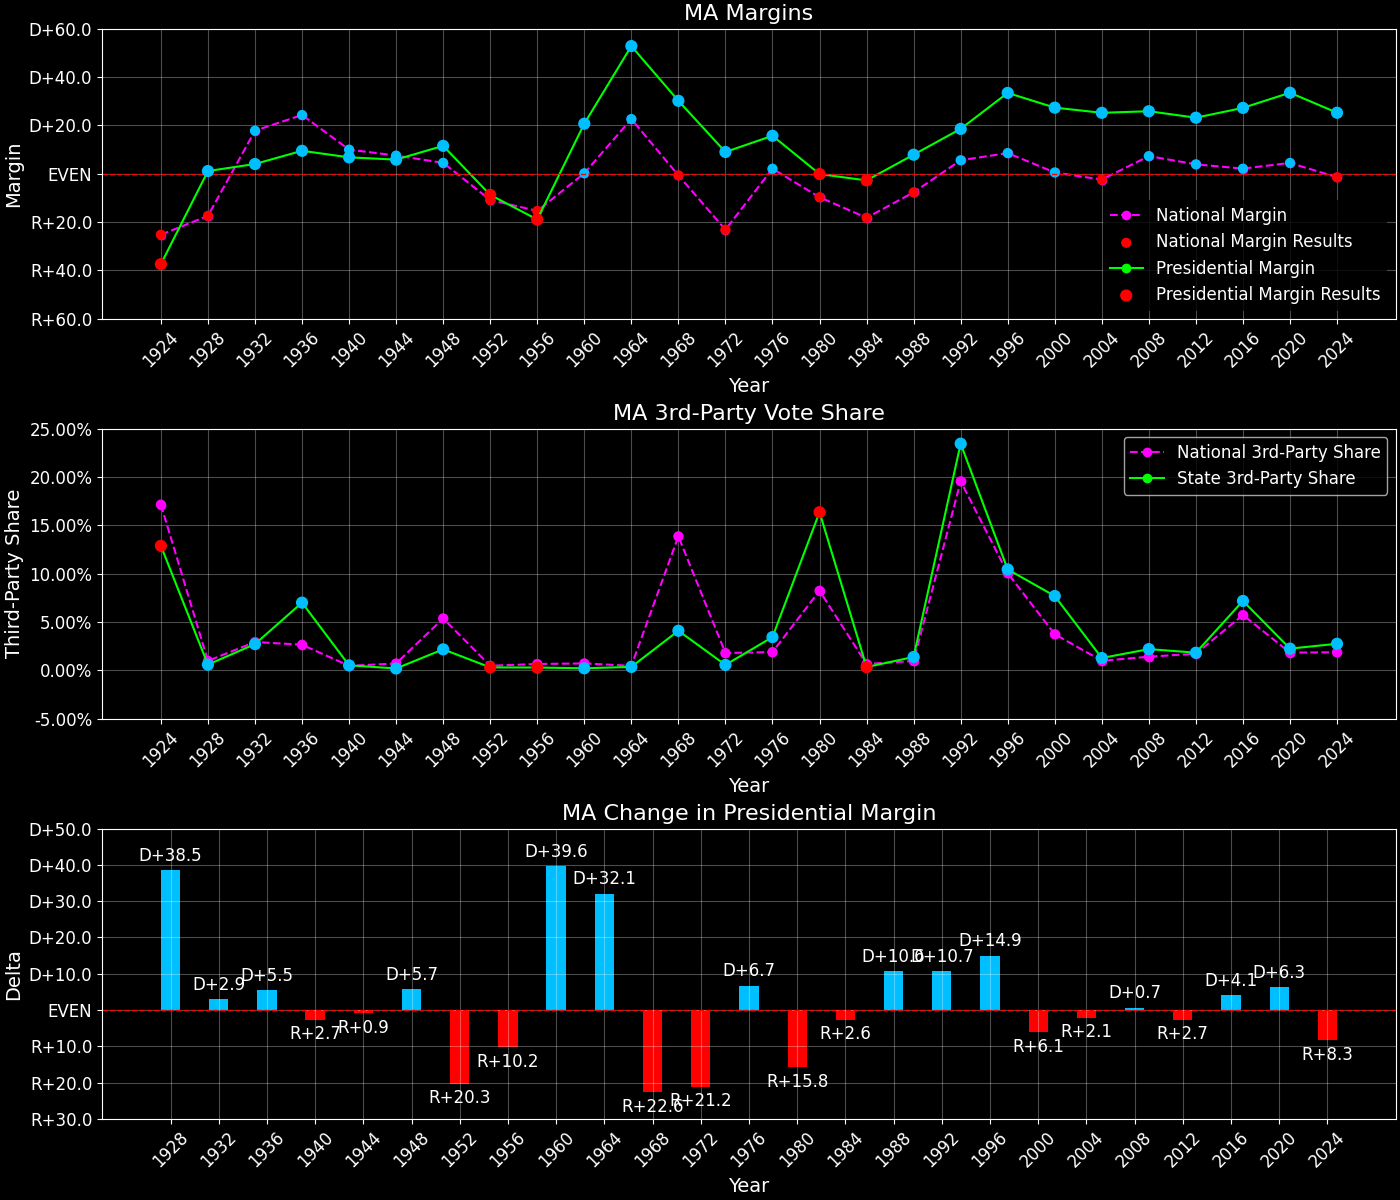 MA Margins
D+60.0
D+40.0
D+20.0
EVEN
R+20.0
R+40.0
R+60.0
Margin
National Margin
National Margin Results
Presidential Margin
Presidential Margin Results
1924 1928 1932 1936 1940 1944 1948 1952 1956 1960 1964 1968 1972 1976 1980 1984 1988 1992 1996 2000 2004 2008 2012 2016 2020 2024
Year
MA 3rd-Party Vote Share
25.00%
20.00%
15.00%
10.00%
5.00%
0.00%
-5.00%
Third-Party Share
National 3rd-Party Share
State 3rd-Party Share
1924 1928 1932 1936 1940 1944 1948 1952 1956 1960 1964 1968 1972 1976 1980 1984 1988 1992 1996 2000 2004 2008 2012 2016 2020 2024
Year
MA Change in Presidential Margin
D+50.0
D+40.0
D+30.0
D+20.0
D+10.0
EVEN
R+10.0
R+20.0
R+30.0
Delta
D+38.5
D+2.9
D+5.5
R+2.7
R+0.9
D+5.7
R+20.3
R+10.2
D+39.6
D+32.1
R+22.6
R+21.2
D+6.7
R+15.8
R+2.6
D+10.6
D+10.7
D+14.9
R+6.1
R+2.1
D+0.7
R+2.7
D+4.1
D+6.3
R+8.3
1928 1932 1936 1940 1944 1948 1952 1956 1960 1964 1968 1972 1976 1980 1984 1988 1992 1996 2000 2004 2008 2012 2016 2020 2024
Year